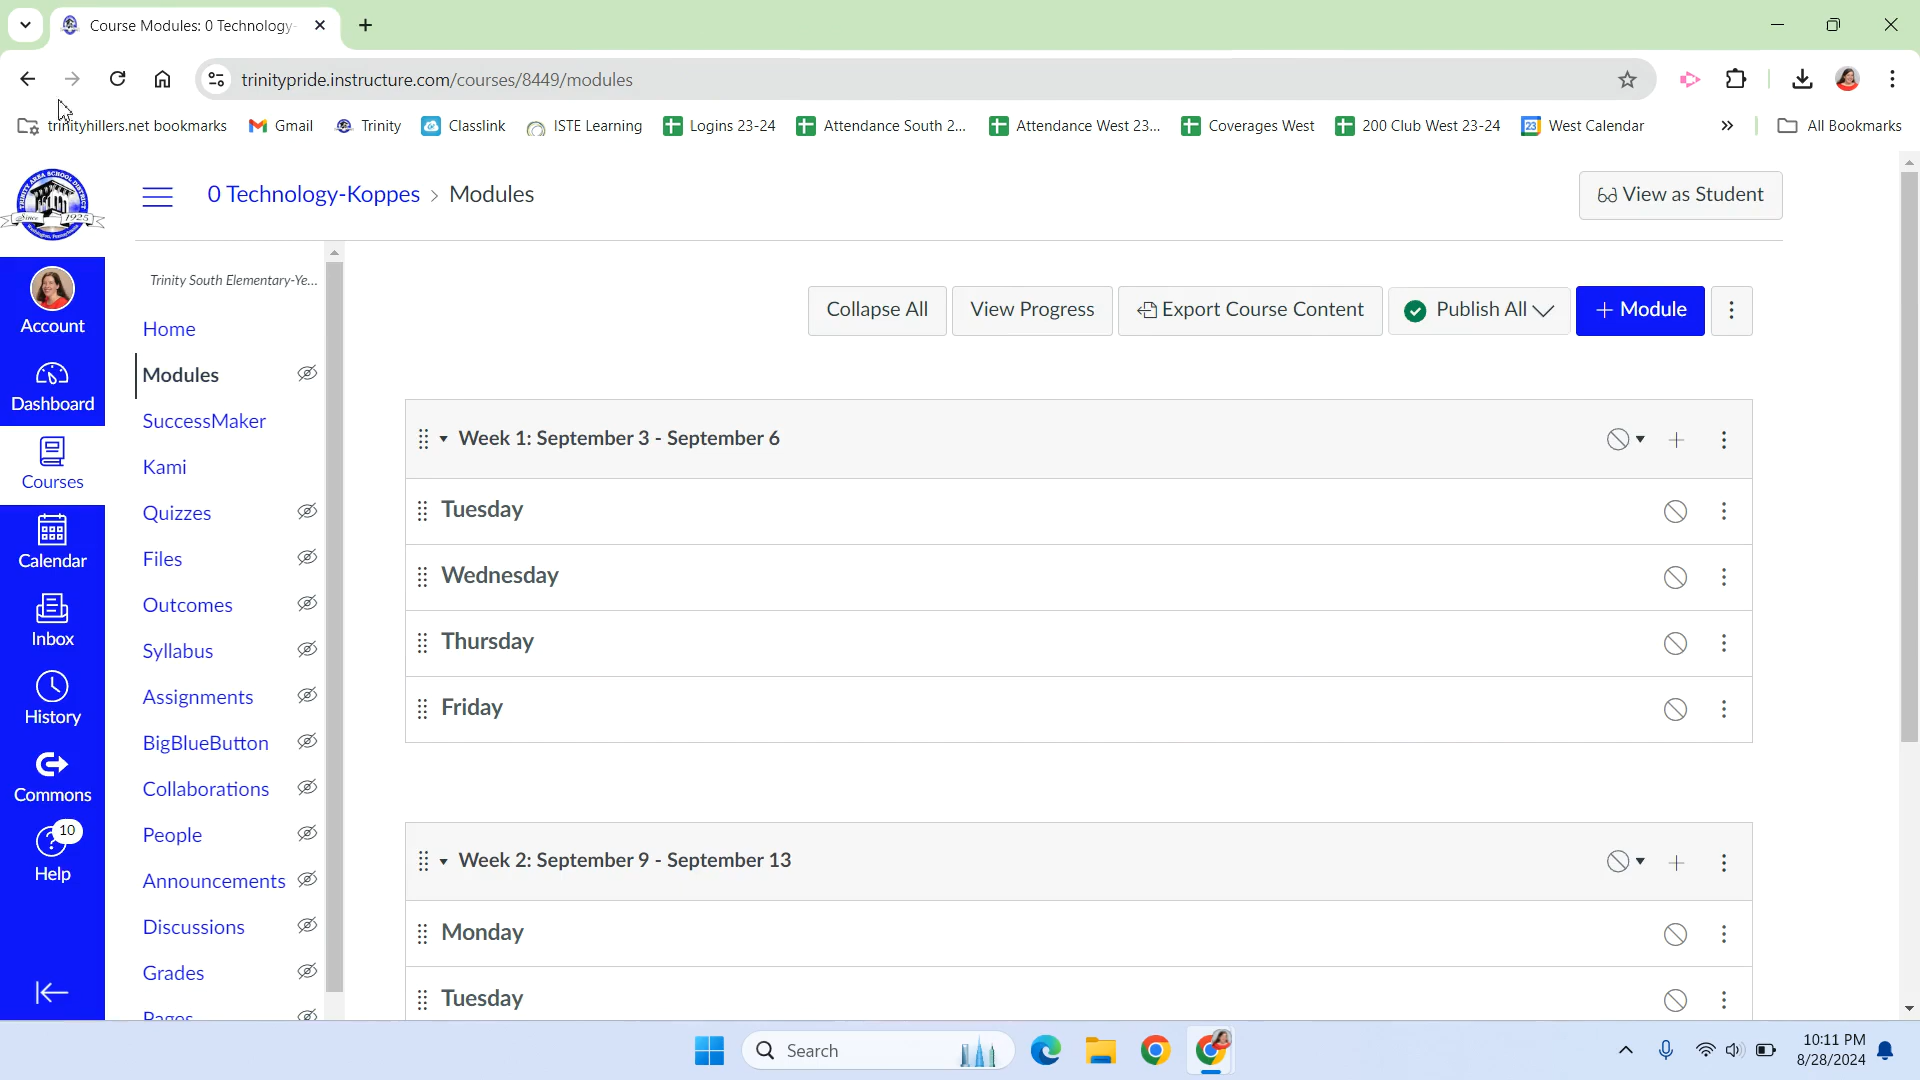 Course Modules: 0 Technology-
trinitypride.instructure.com/courses/8449/modules
trinityhillers.net bookmarks
Gmail
Trinity
Classlink
ISTE Learning
Logins 23-24
Attendance South 2...
Attendance West 23...
Coverages West
200 Club West 23-24
23
West Calendar
All Bookmarks
Since 1925
0 Technology-Koppes > Modules
View as Student
Account
Dashboard
Courses
Calendar
Inbox
History
Commons
10
Help
Trinity South Elementary-Ye...
Home
Modules
SuccessMaker
Kami
Quizzes
Files
Outcomes
Syllabus
Assignments
BigBlueButton
Collaborations
People
Announcements
Discussions
Grades
Pages
Collapse All
View Progress
Export Course Content
Publish All
+ Module
Week 1: September 3 - September 6
Tuesday
Wednesday
Thursday
Friday
Week 2: September 9 - September 13
Monday
Tuesday
Search
10:11 PM
8/28/2024